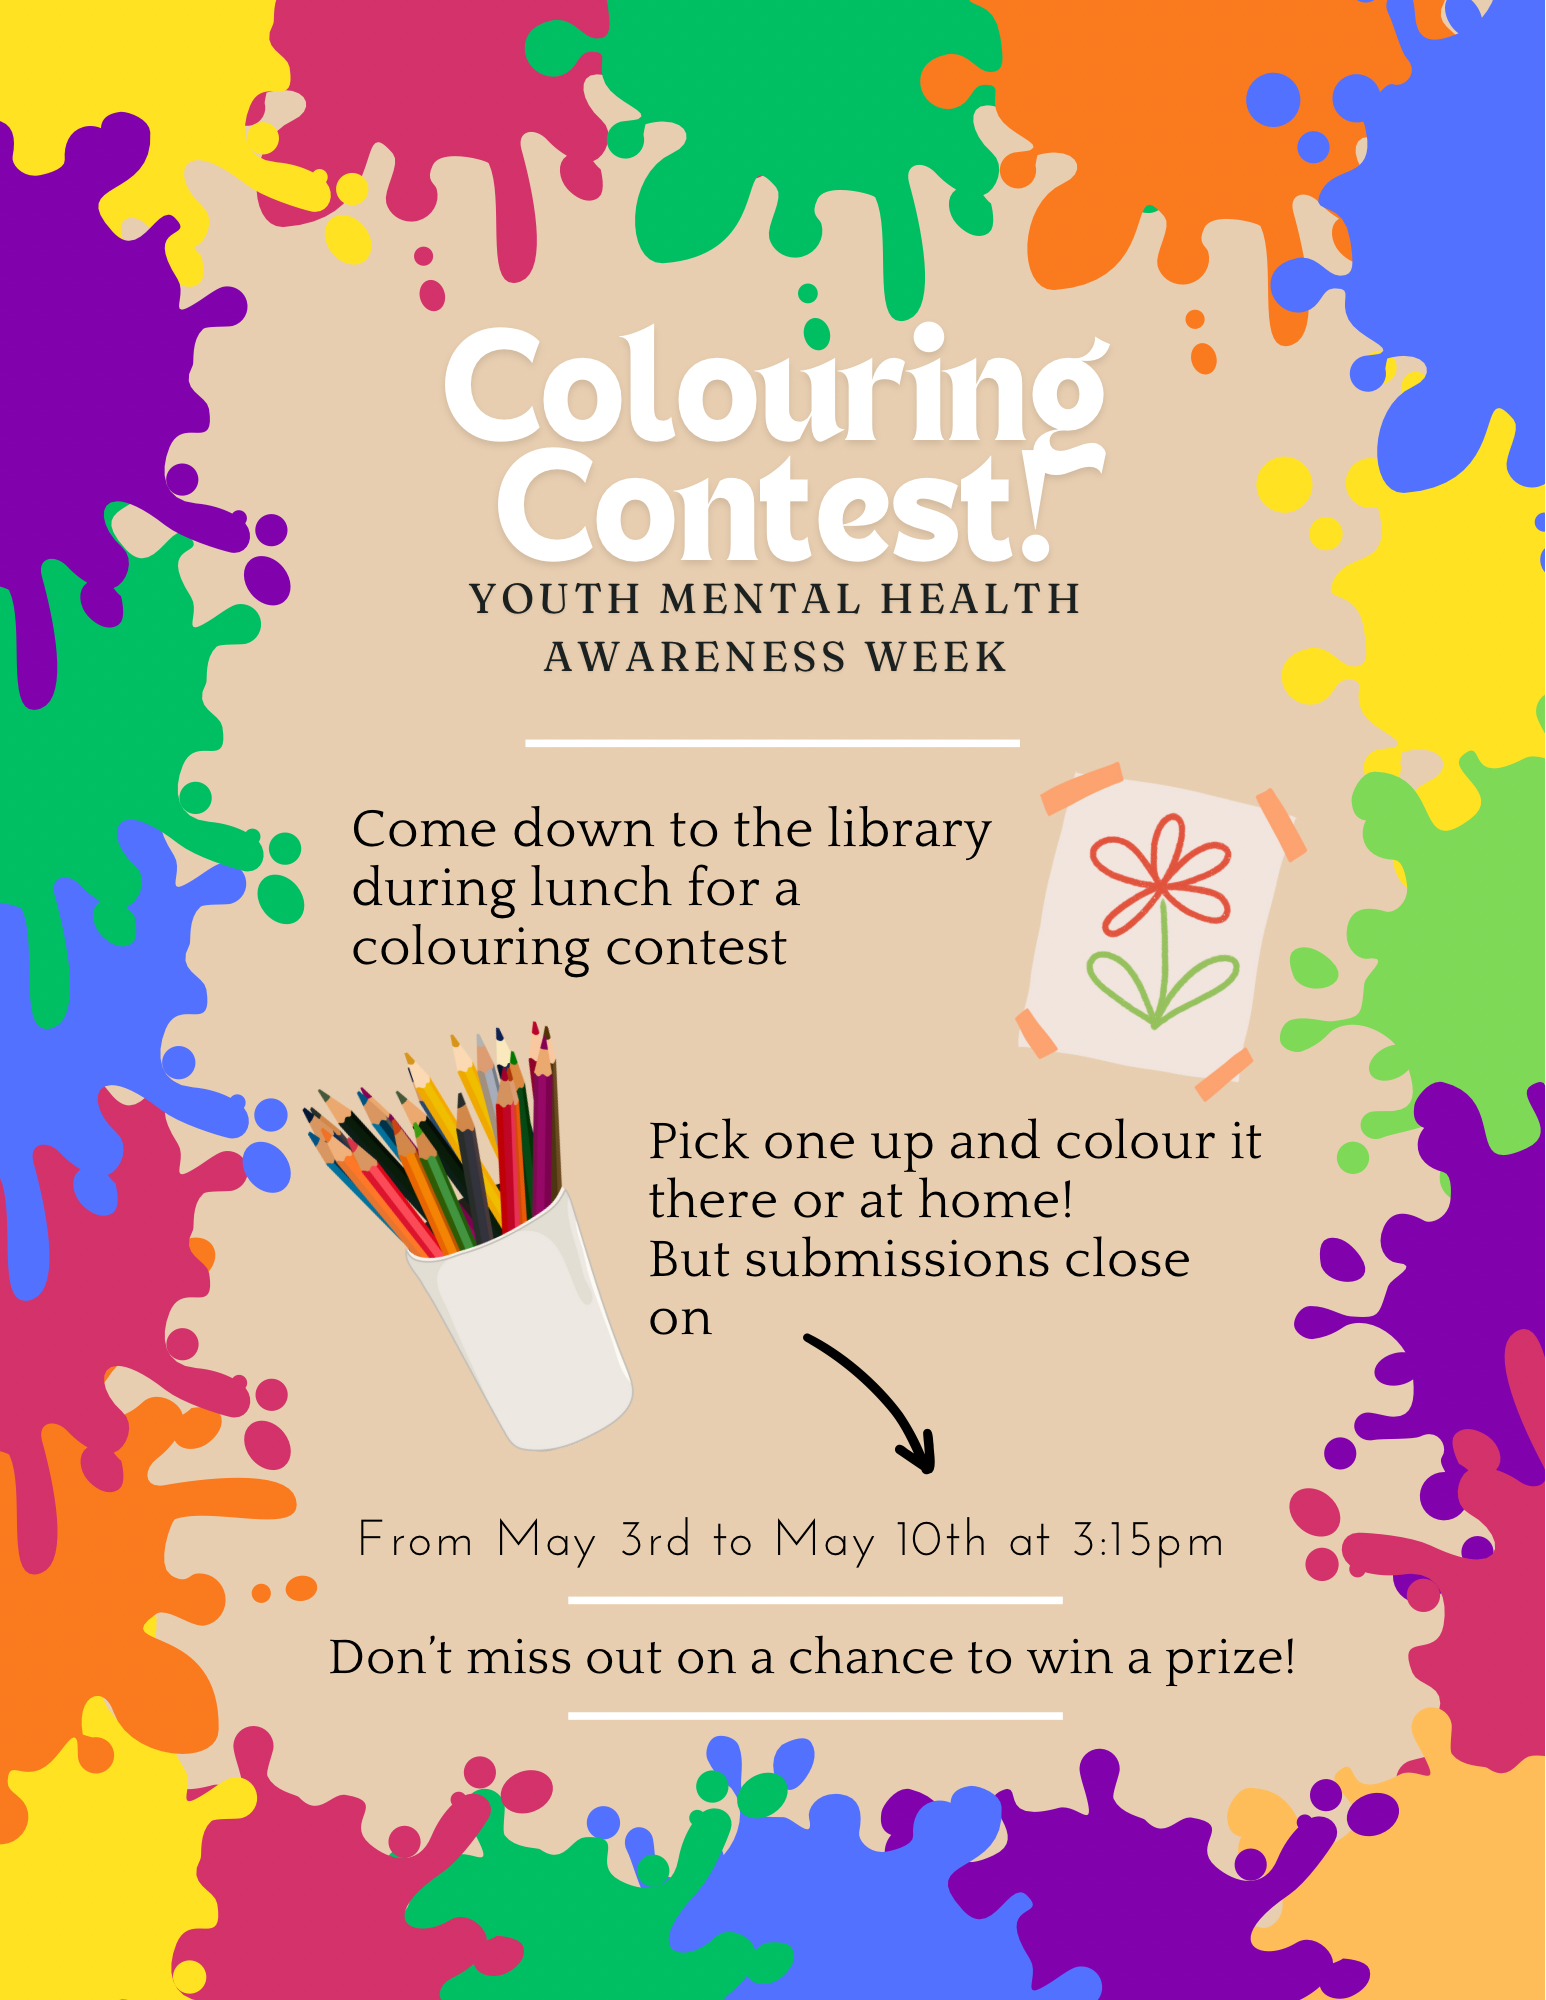 Colouring
Contest!
YOUTH MENTAL HEALTH
AWARENESS WEEK
Come down to the library
during lunch for a
colouring contest
Pick one up and colour it
there or at home!
But submissions close
on
From May 3rd to May 10th at 3:15pm
Don't miss out on a chance to win a prize!